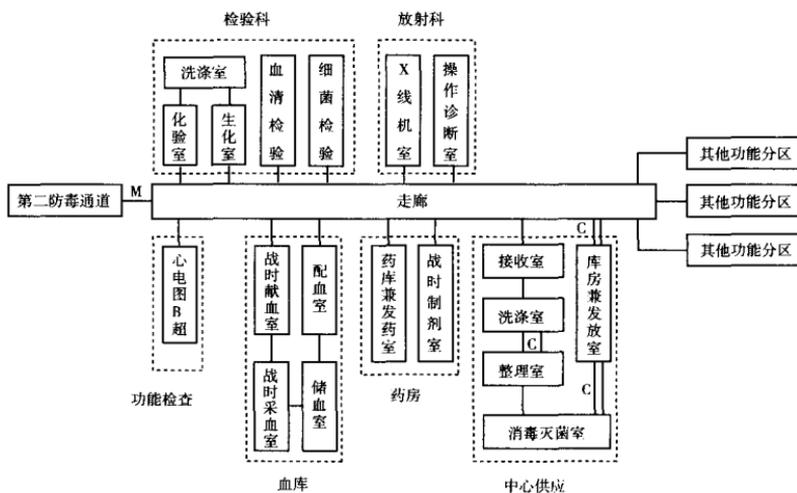 检验科
放射科
洗涤室
化验室
生化室
血清检验
细菌检验
X线机室
操作诊断室
其他功能分区
第二防毒通道
M
走廊
其他功能分区
其他功能分区
心电图B超
功能检查
战时献血室
配血室
战时采血室
储血室
血库
药库兼发药室
战时制剂室
药房
接收室
C
库房兼发放室
洗涤室
C
整理室
C
消毒灭菌室
中心供应